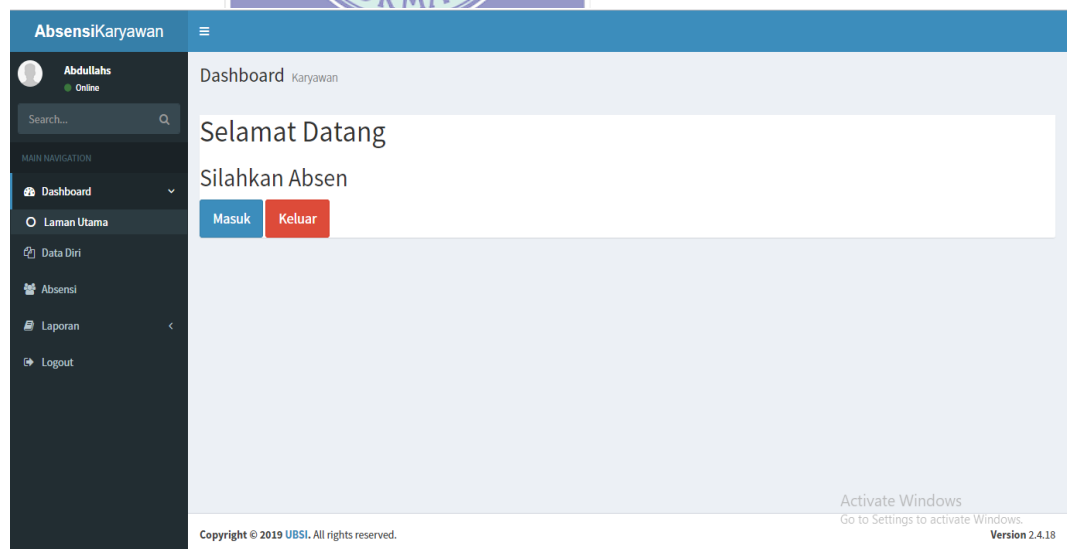 AbsensiKaryawan
Abdullahs
Online
Search...
MAIN NAVIGATION
Dashboard
Laman Utama
Data Diri
Absensi
Laporan
Logout
Dashboard Karyawan
Selamat Datang
Silahkan Absen
Masuk Keluar
Activate Windows
Go to Settings to activate Windows.
Copyright © 2019 UBSI. All rights reserved.
Version 2.4.18